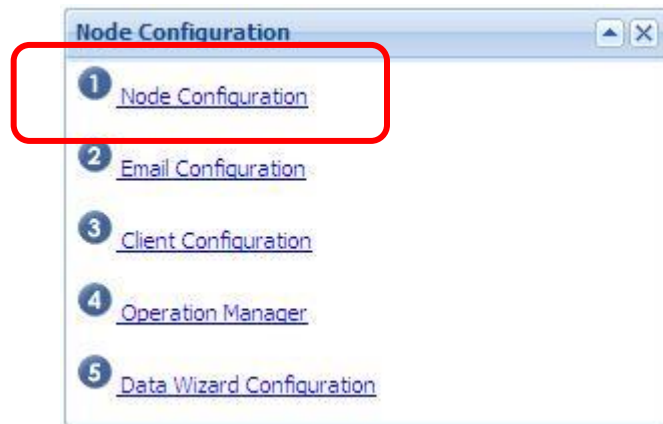 Node Configuration
1 Node Configuration
2 Email Configuration
3 Client Configuration
4 Operation Manager
5 Data Wizard Configuration